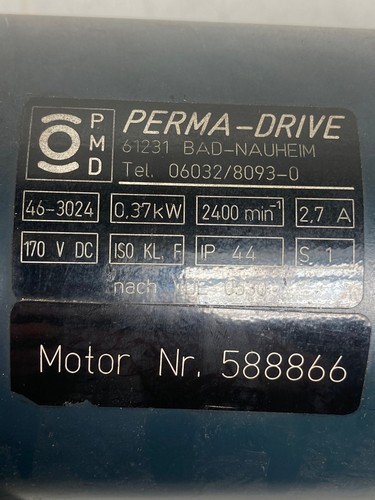 PMD
PERMA-DRIVE
61231 BAD-NAUHEIM
Tel. 06032/8093-0
46-3024 0,37kW 2400 min⁻¹ 2,7 A
170 V DC ISO KL. F IP 44 S 1
nach
Motor Nr. 588866